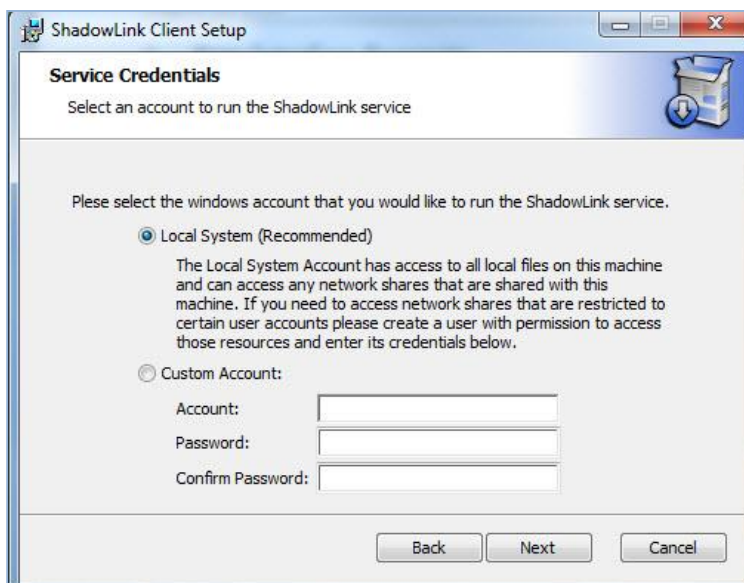 ShadowLink Client Setup
Service Credentials
Select an account to run the ShadowLink service
Plese select the windows account that you would like to run the ShadowLink service.
Local System (Recommended)
The Local System Account has access to all local files on this machine
and can access any network shares that are shared with this
machine. If you need to access network shares that are restricted to
certain user accounts please create a user with permission to access
those resources and enter its credentials below.
Custom Account:
Account:
Password:
Confirm Password:
Back Next Cancel